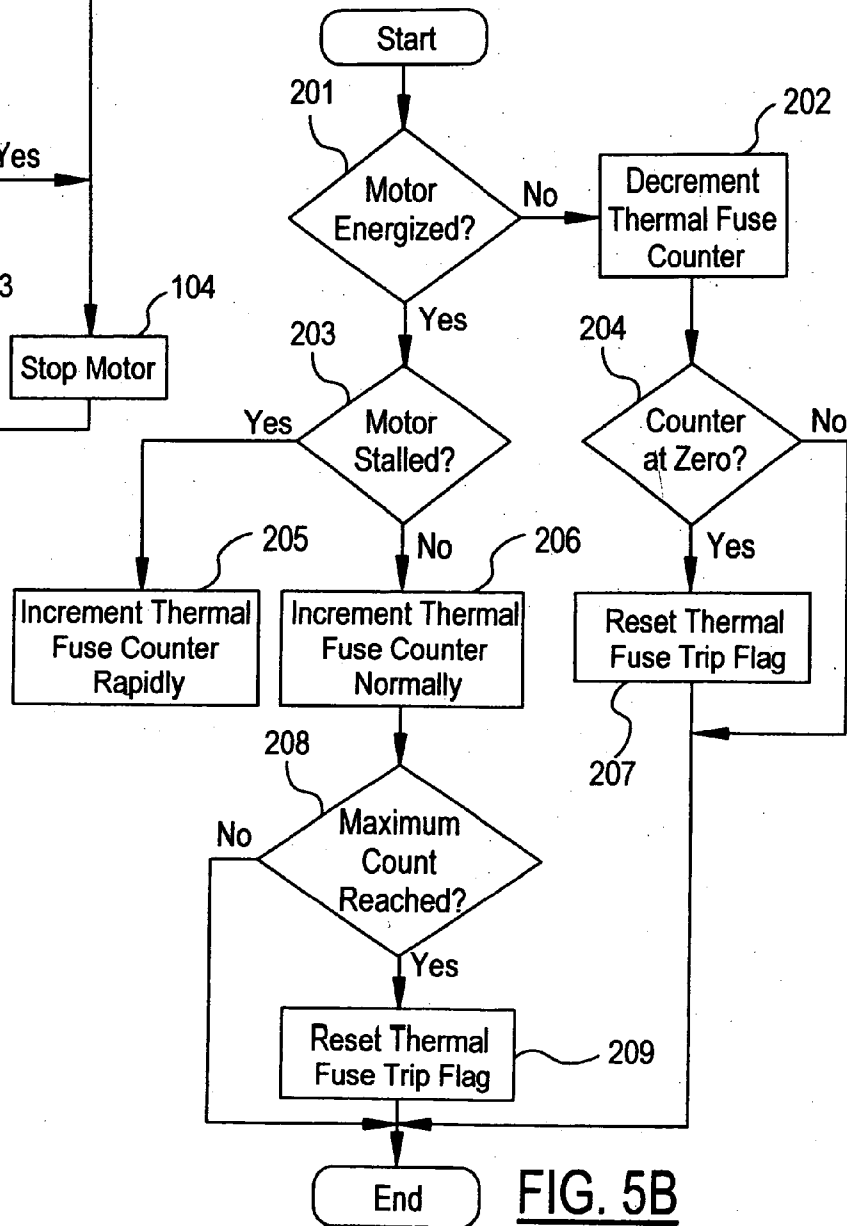 Start
201
202
Yes
Motor
Energized?
No
Decrement
Thermal Fuse
Counter
3
104
Yes
203
204
Stop Motor
Yes
Motor
Stalled?
Counter
at Zero?
No
205
No
206
Yes
Increment Thermal
Fuse Counter
Rapidly
Increment Thermal
Fuse Counter
Normally
Reset Thermal
Fuse Trip Flag
208
207
No
Maximum
Count
Reached?
Yes
Reset Thermal
Fuse Trip Flag
209
End
FIG. 5B